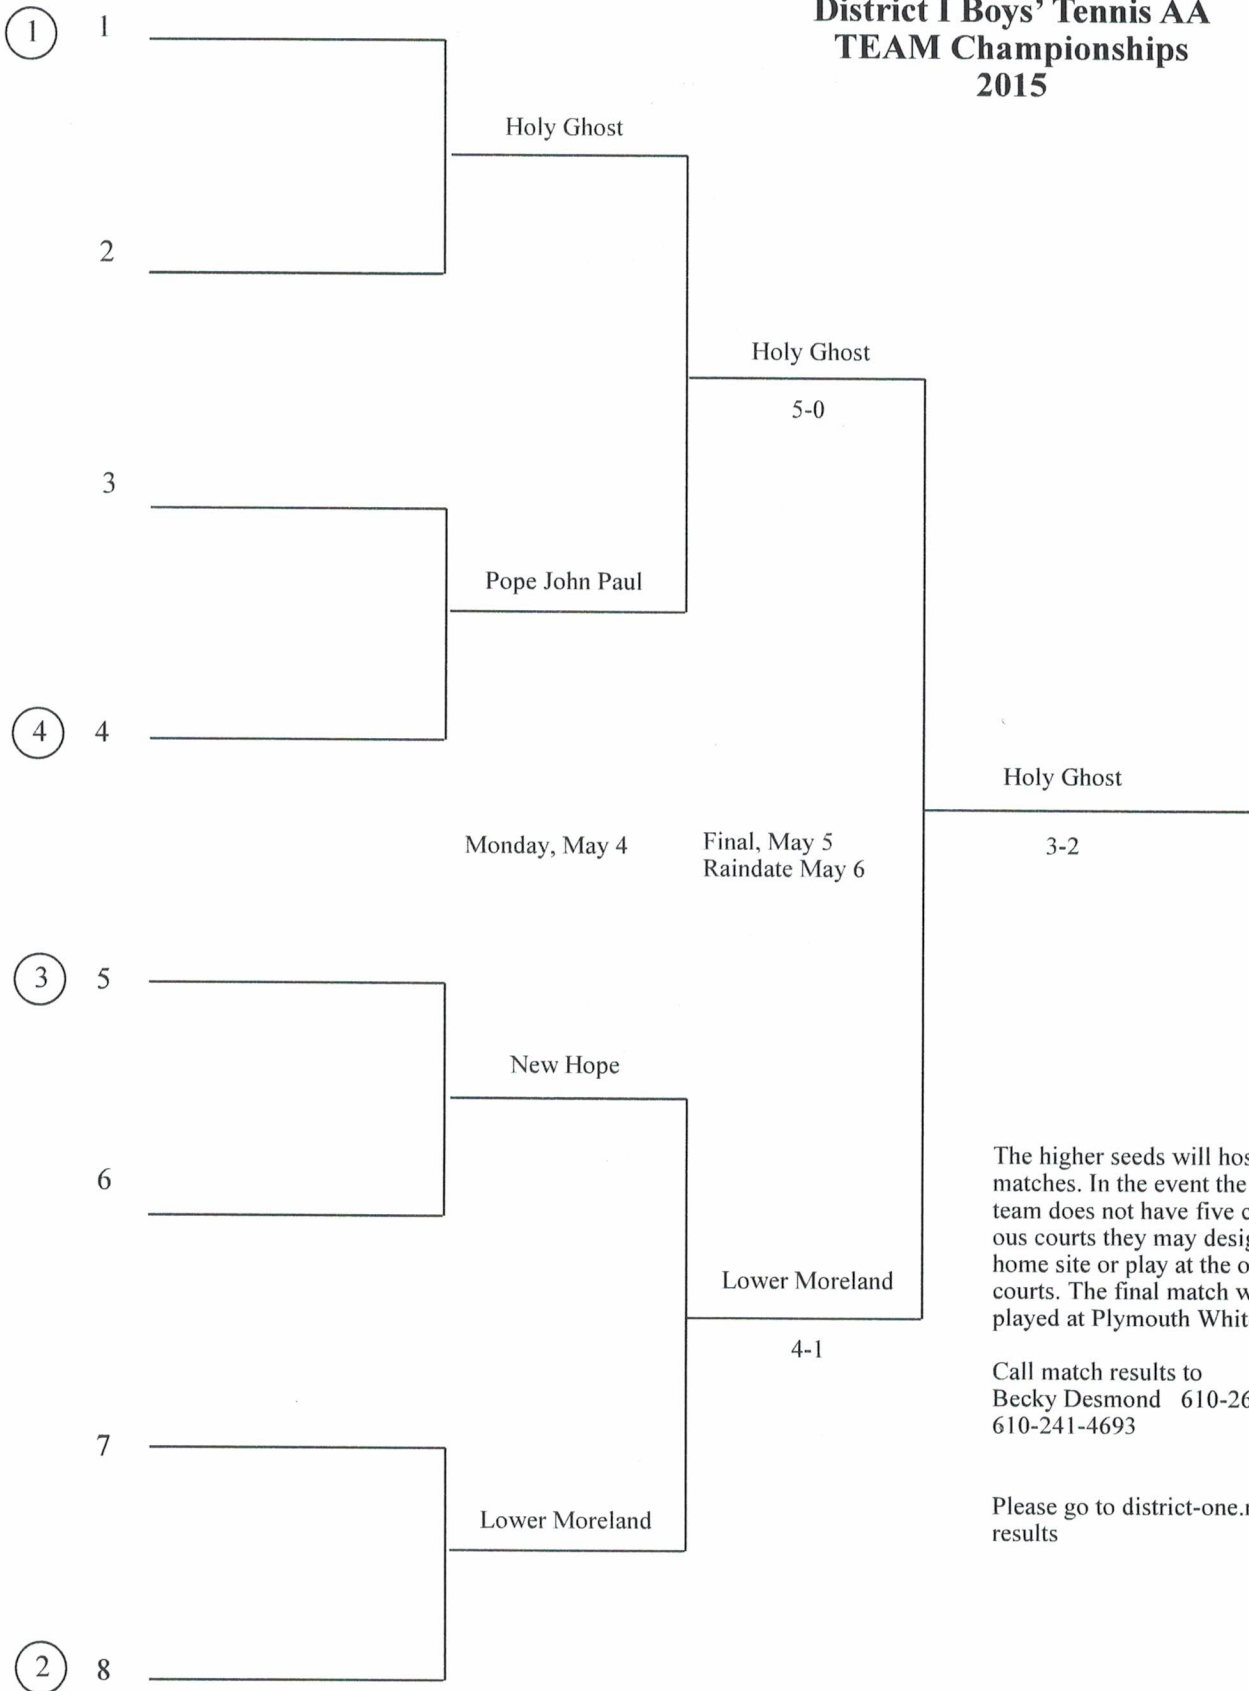 District I Boys' Tennis AA
TEAM Championships
2015
1 1
Holy Ghost
2
Holy Ghost
5-0
3
Pope John Paul
4 4
Holy Ghost
Monday, May 4
Final, May 5
Raindate May 6
3-2
3 5
New Hope
6
The higher seeds will hos
matches. In the event the
team does not have five c
ous courts they may desig
home site or play at the o
courts. The final match w
played at Plymouth Whit
Lower Moreland
4-1
Call match results to
Becky Desmond 610-26
610-241-4693
7
Lower Moreland
Please go to district-one.
results
2 8